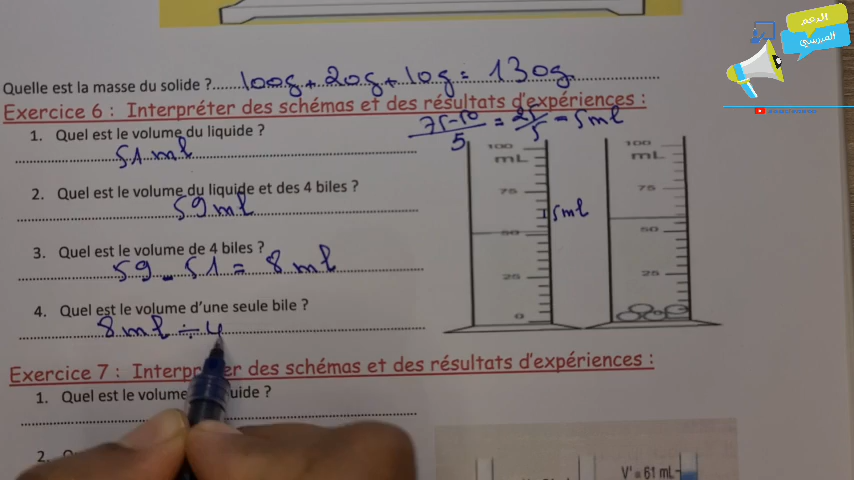 الدعم
المدرسي
Quelle est la masse du solide ?......100g + 20g + 10g = 130g
Exercice 6 : Interpréter des schémas et des résultats d'expériences :
1. Quel est le volume du liquide ?
51 ml
75-50/5 = 25/5 = 5ml
2. Quel est le volume du liquide et des 4 biles ?
59 ml
3. Quel est le volume de 4 biles ?
59 - 51 = 8 ml
4. Quel est le volume d'une seule bile ?
8 ml ÷ 4
100
mL
75
5ml
50
25
0
100
mL
75
50
25
Exercice 7 : Interpréter des schémas et des résultats d'expériences :
1. Quel est le volume uide ?
2.
V'= 61 mL